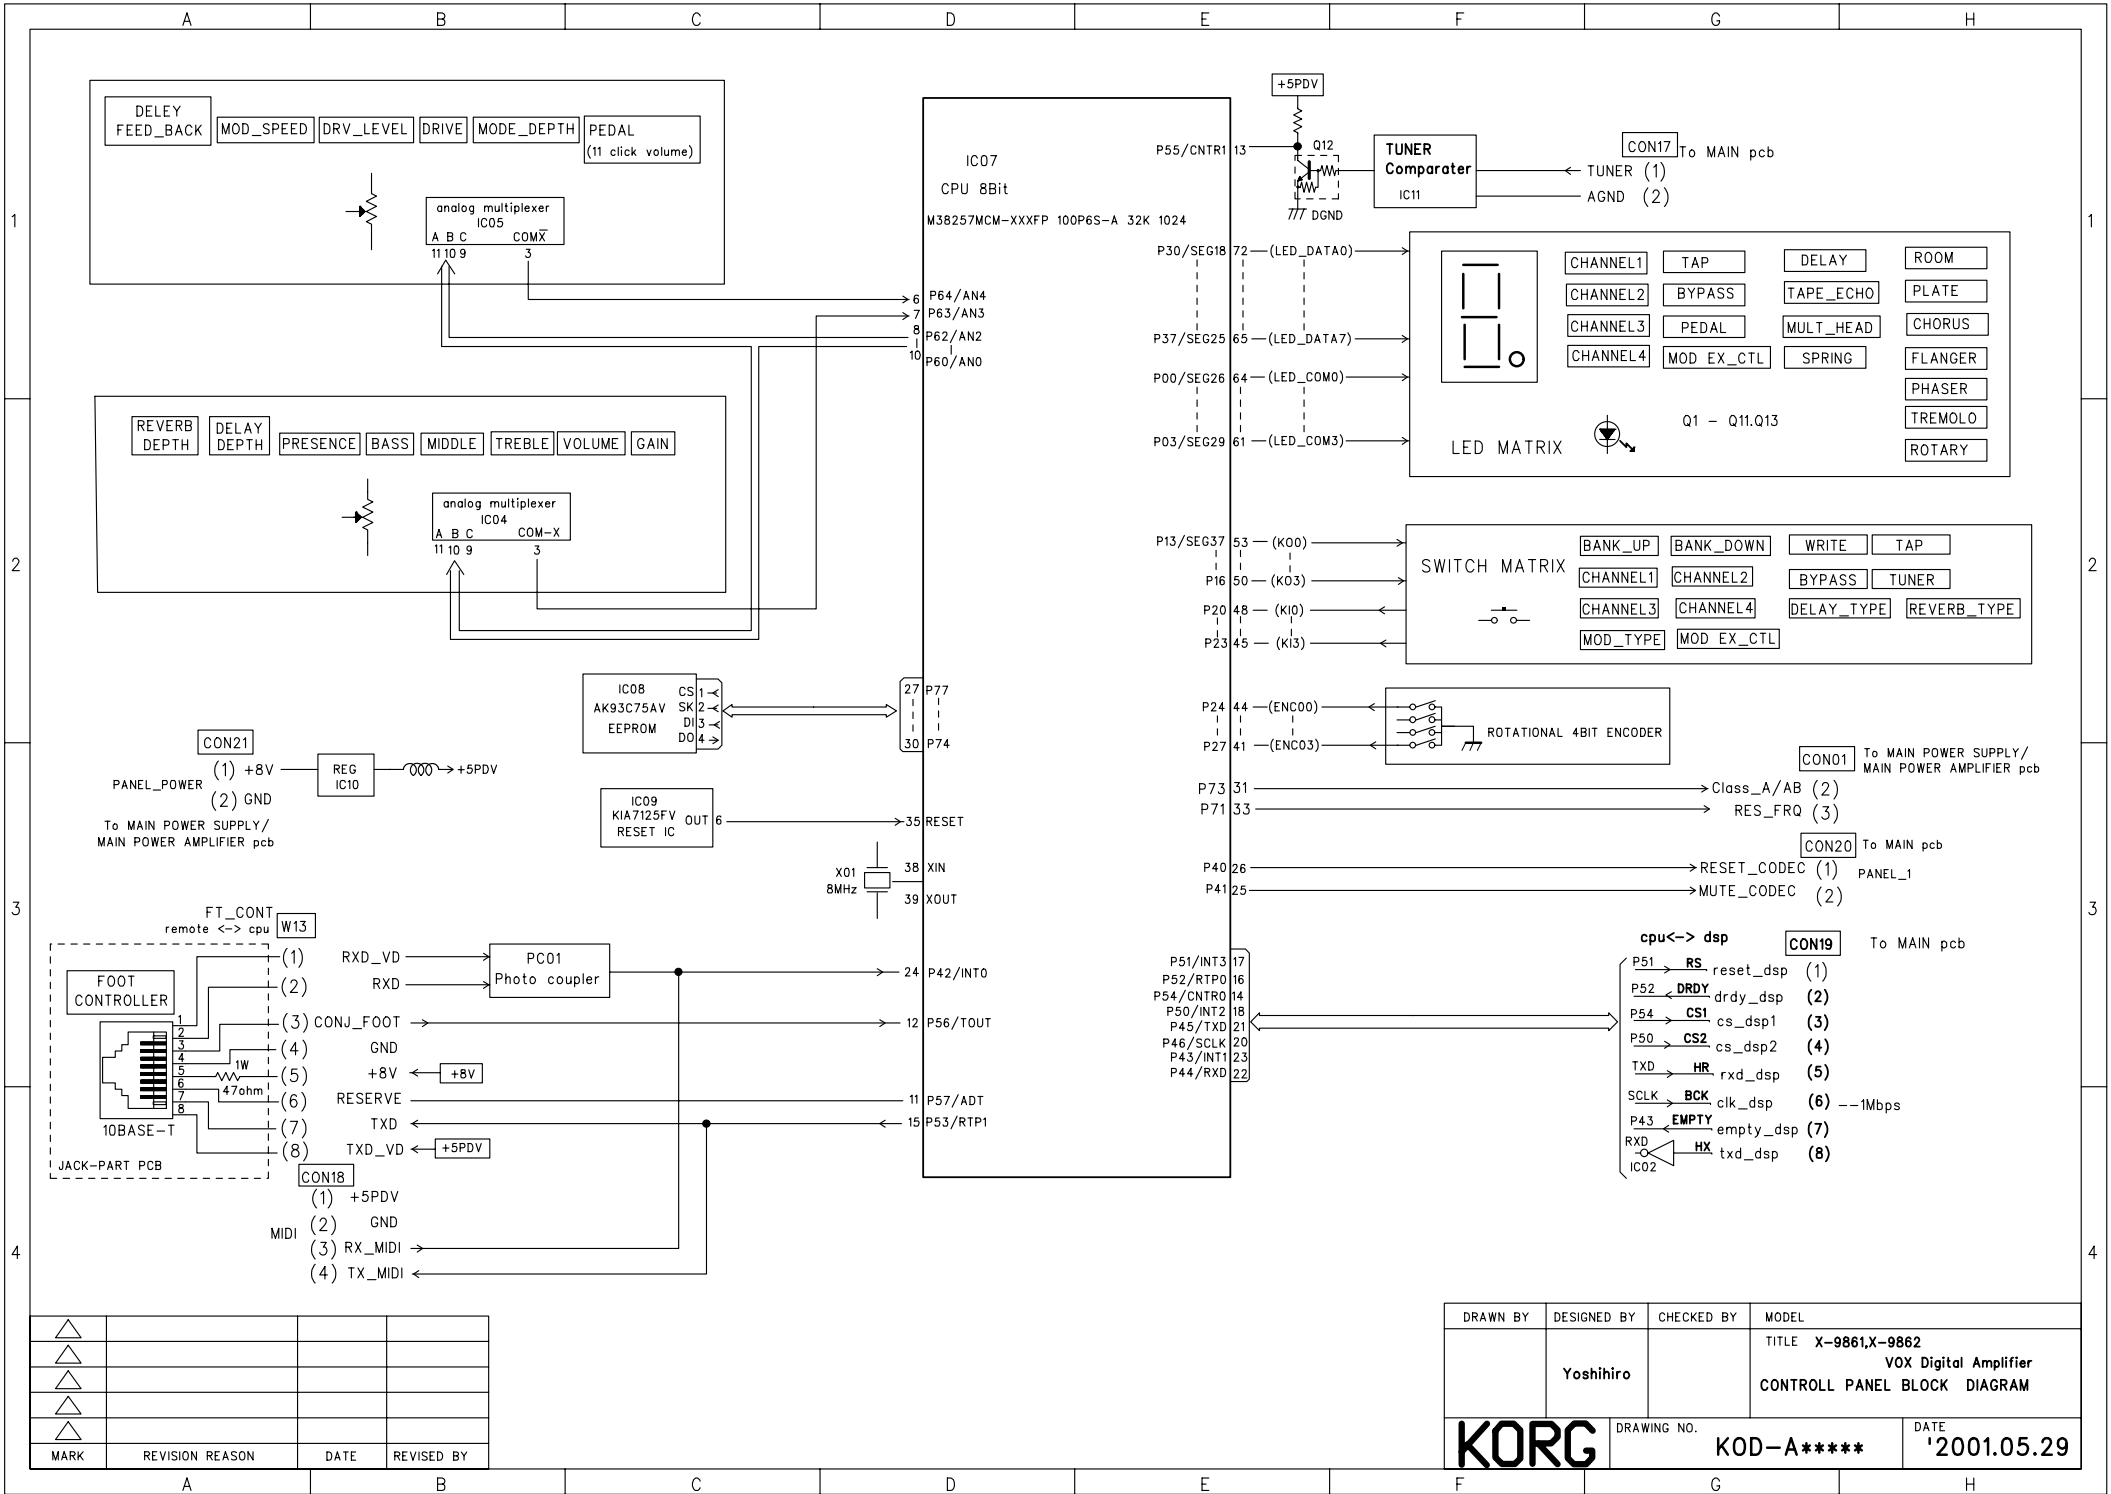 A B C D E F G H
1
2
3
4
DELEY
FEED_BACK
MOD_SPEED
DRV_LEVEL
DRIVE
MODE_DEPTH
PEDAL
(11 click volume)
analog multiplexer
IC05
A B C COMX̅
11 10 9 3
REVERB
DEPTH
DELAY
DEPTH
PRESENCE
BASS
MIDDLE
TREBLE
VOLUME
GAIN
analog multiplexer
IC04
A B C COM-X
11 10 9 3
IC08
AK93C75AV
EEPROM
CS 1
SK 2
DI 3
DO 4
CON21
(1) +8V
PANEL_POWER
(2) GND
To MAIN POWER SUPPLY/
MAIN POWER AMPLIFIER pcb
REG
IC10
+5PDV
IC09
KIA7125FV
RESET IC
OUT 6
X01
8MHz
FT_CONT
remote <-> cpu
W13
FOOT
CONTROLLER
1
2
3
4
5
6
7
8
1W
47ohm
10BASE-T
JACK-PART PCB
(1) RXD_VD
(2) RXD
(3) CONJ_FOOT
(4) GND
(5) +8V
+8V
(6) RESERVE
(7) TXD
(8) TXD_VD
+5PDV
PC01
Photo coupler
CON18
MIDI
(1) +5PDV
(2) GND
(3) RX_MIDI
(4) TX_MIDI
IC07
CPU 8Bit
M38257MCM-XXXFP 100P6S-A 32K 1024
6 P64/AN4
7 P63/AN3
8 P62/AN2
10 P60/AN0
27 P77
30 P74
35 RESET
38 XIN
39 XOUT
24 P42/INT0
12 P56/TOUT
11 P57/ADT
15 P53/RTP1
P55/CNTR1 13
P30/SEG18 72 (LED_DATA0)
P37/SEG25 65 (LED_DATA7)
P00/SEG26 64 (LED_COM0)
P03/SEG29 61 (LED_COM3)
P13/SEG37 53 (KO0)
P16 50 (KO3)
P20 48 (KI0)
P23 45 (KI3)
P24 44 (ENC00)
P27 41 (ENC03)
P73 31
P71 33
P40 26
P41 25
P51/INT3 17
P52/RTP0 16
P54/CNTR0 14
P50/INT2 18
P45/TXD 21
P46/SCLK 20
P43/INT1 23
P44/RXD 22
+5PDV
Q12
DGND
TUNER
Comparater
IC11
CON17 To MAIN pcb
TUNER (1)
AGND (2)
CHANNEL1 TAP DELAY ROOM
CHANNEL2 BYPASS TAPE_ECHO PLATE
CHANNEL3 PEDAL MULT_HEAD CHORUS
CHANNEL4 MOD EX_CTL SPRING FLANGER
PHASER
TREMOLO
ROTARY
Q1 - Q11.Q13
LED MATRIX
SWITCH MATRIX
BANK_UP BANK_DOWN WRITE TAP
CHANNEL1 CHANNEL2 BYPASS TUNER
CHANNEL3 CHANNEL4 DELAY_TYPE REVERB_TYPE
MOD_TYPE MOD EX_CTL
ROTATIONAL 4BIT ENCODER
CON01
To MAIN POWER SUPPLY/
MAIN POWER AMPLIFIER pcb
Class_A/AB (2)
RES_FRQ (3)
CON20 To MAIN pcb
RESET_CODEC (1)
PANEL_1
MUTE_CODEC (2)
cpu<-> dsp
CON19 To MAIN pcb
P51 RS reset_dsp (1)
P52 DRDY drdy_dsp (2)
P54 CS1 cs_dsp1 (3)
P50 CS2 cs_dsp2 (4)
TXD HR rxd_dsp (5)
SCLK BCK clk_dsp (6) --1Mbps
P43 EMPTY empty_dsp (7)
RXD HX txd_dsp (8)
IC02
MARK REVISION REASON DATE REVISED BY
DRAWN BY DESIGNED BY CHECKED BY MODEL
Yoshihiro
TITLE X-9861,X-9862
VOX Digital Amplifier
CONTROLL PANEL BLOCK DIAGRAM
KORG
DRAWING NO.
KOD-A*****
DATE
'2001.05.29
A B C D E F G H
1
2
3
4